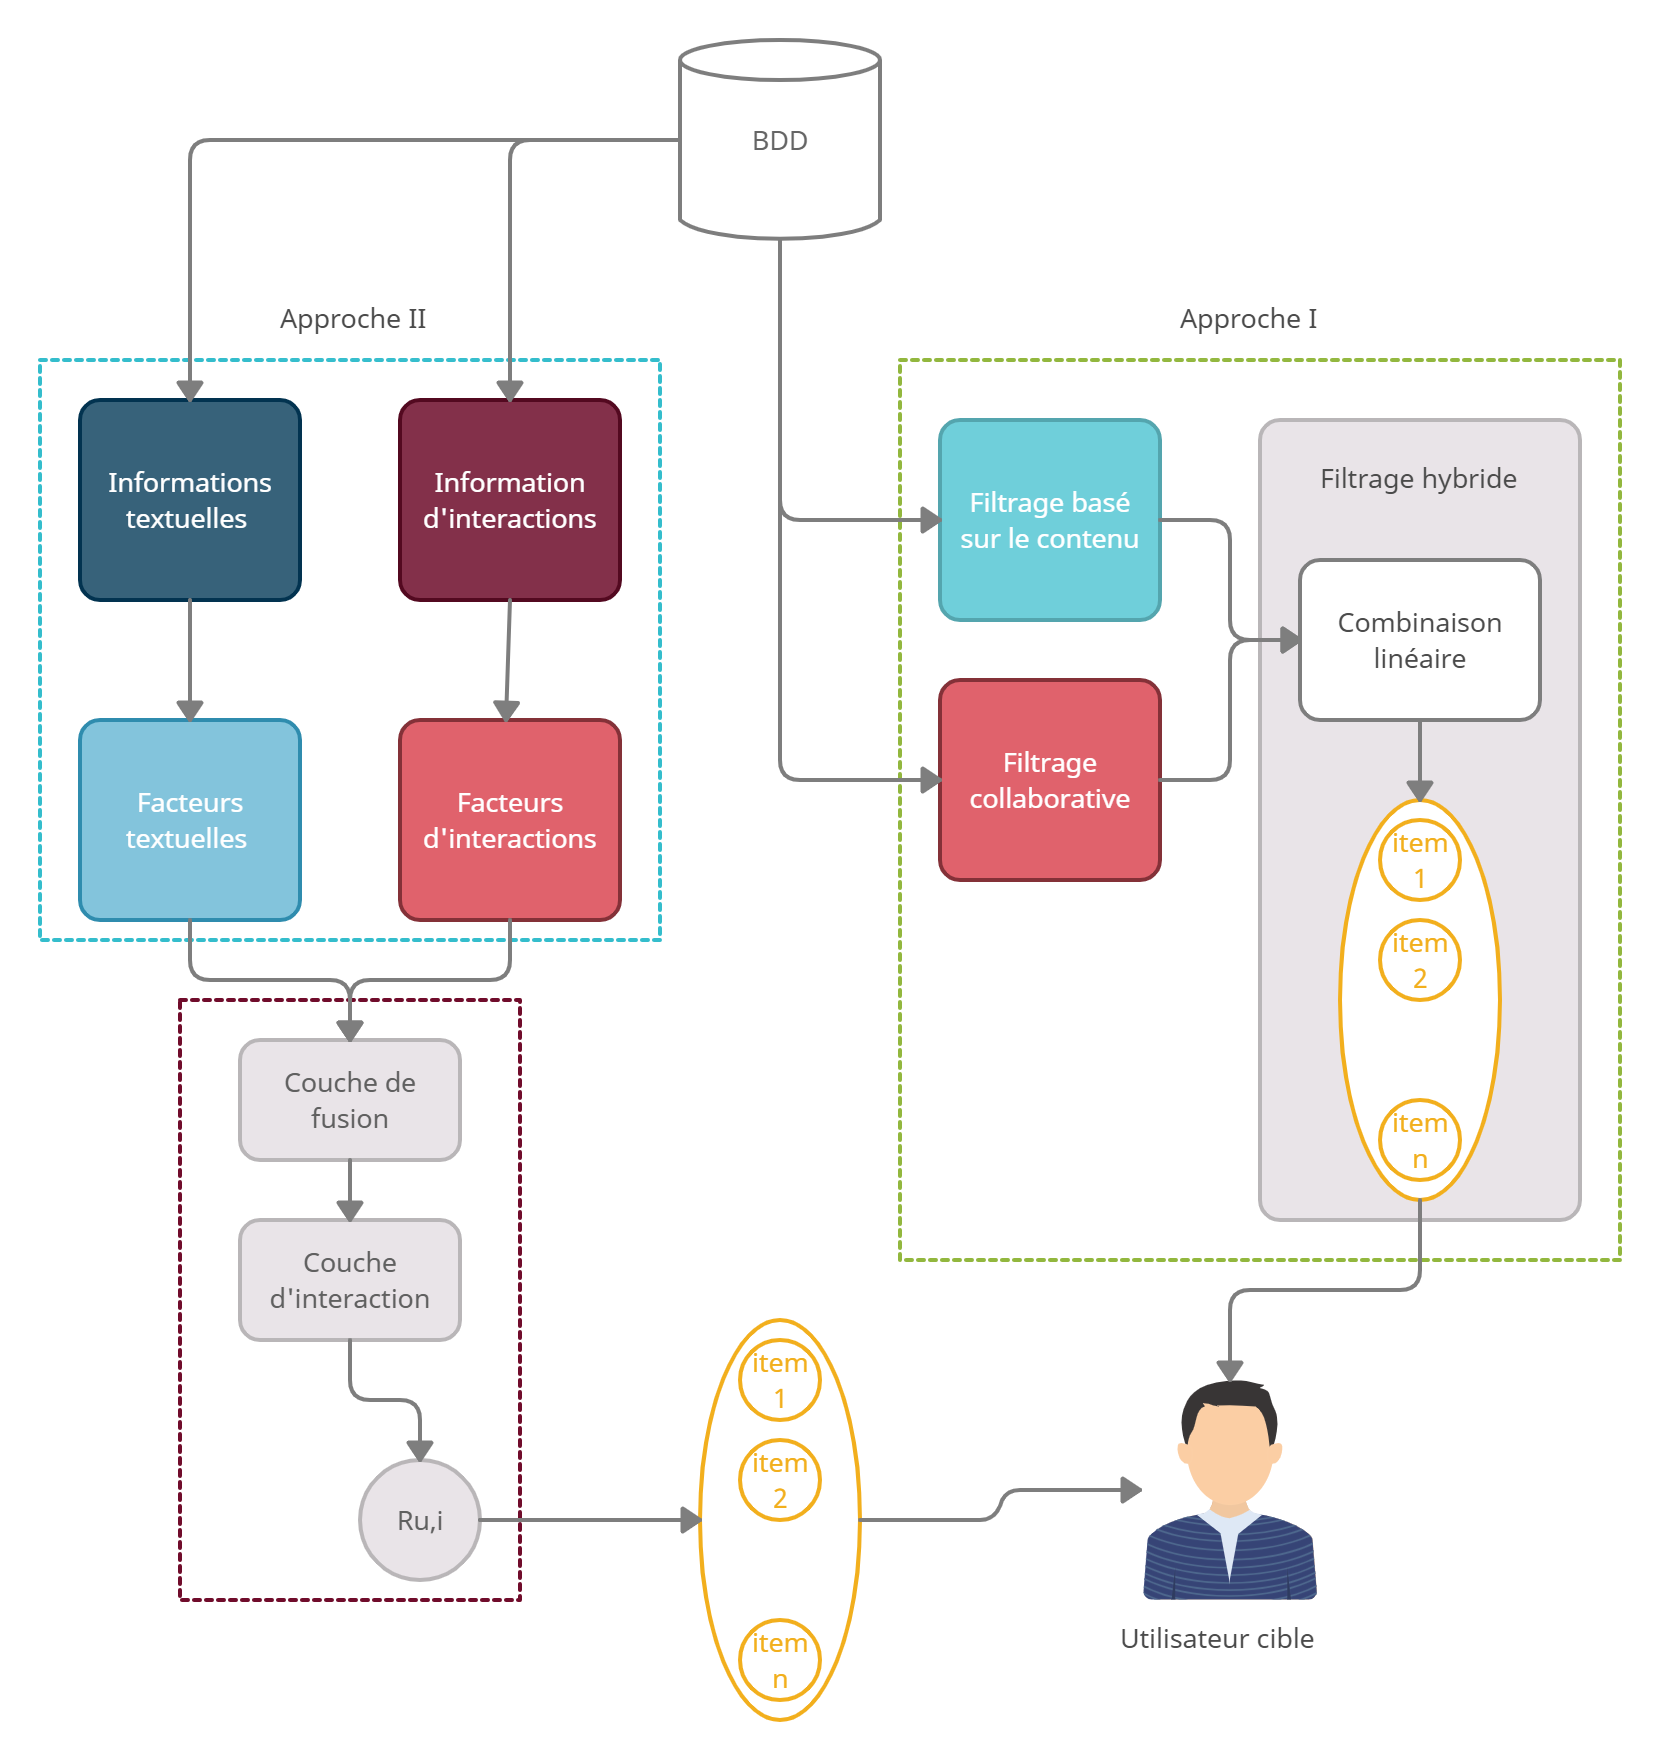 BDD
Approche II
Approche I
Informations
textuelles
Information
d'interactions
Facteurs
textuelles
Facteurs
d'interactions
Couche de
fusion
Couche
d'interaction
Ru,i
item
1
item
2
item
n
Filtrage basé
sur le contenu
Filtrage
collaborative
Filtrage hybride
Combinaison
linéaire
item
1
item
2
item
n
Utilisateur cible